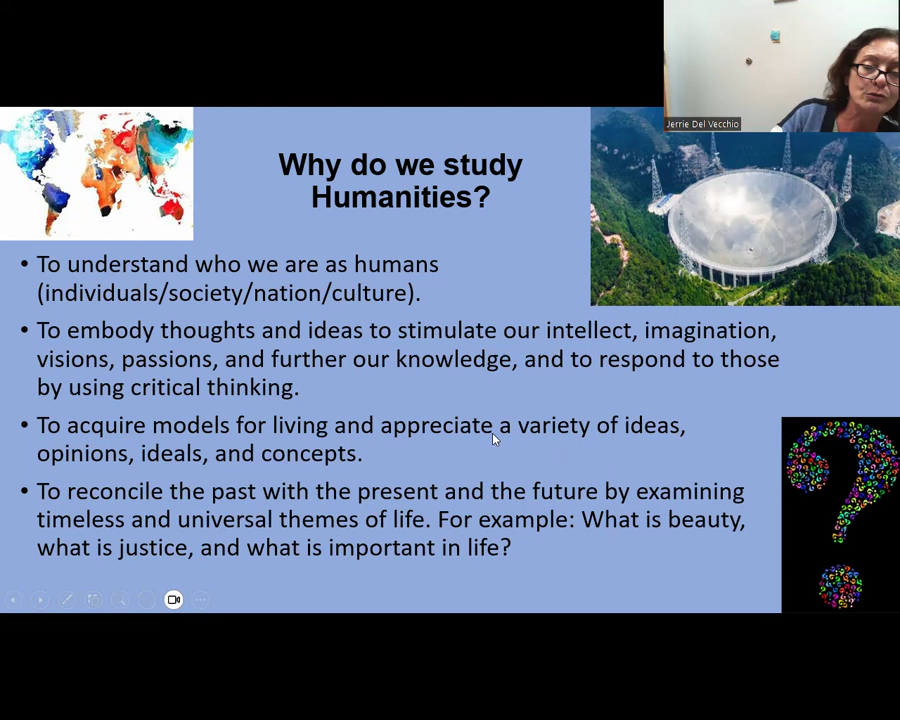 Jerrie Del Vecchio
Why do we study
Humanities?
• To understand who we are as humans
(individuals/society/nation/culture).
• To embody thoughts and ideas to stimulate our intellect, imagination,
visions, passions, and further our knowledge, and to respond to those
by using critical thinking.
• To acquire models for living and appreciate a variety of ideas,
opinions, ideals, and concepts.
• To reconcile the past with the present and the future by examining
timeless and universal themes of life. For example: What is beauty,
what is justice, and what is important in life?